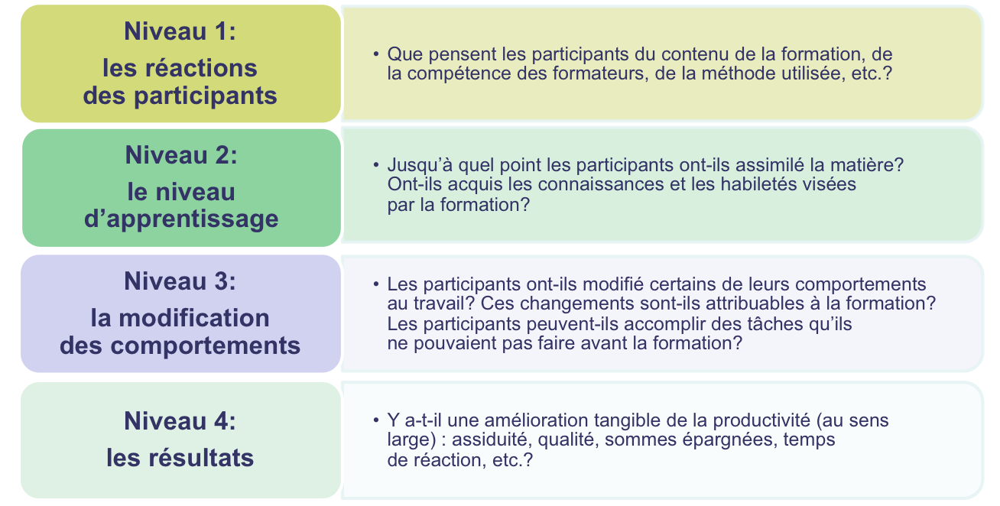 Niveau 1:
les réactions
des participants
• Que pensent les participants du contenu de la formation, de
la compétence des formateurs, de la méthode utilisée, etc.?
Niveau 2:
le niveau
d’apprentissage
• Jusqu’à quel point les participants ont-ils assimilé la matière?
Ont-ils acquis les connaissances et les habiletés visées
par la formation?
Niveau 3:
la modification
des comportements
• Les participants ont-ils modifié certains de leurs comportements
au travail? Ces changements sont-ils attribuables à la formation?
Les participants peuvent-ils accomplir des tâches qu’ils
ne pouvaient pas faire avant la formation?
Niveau 4:
les résultats
• Y a-t-il une amélioration tangible de la productivité (au sens
large) : assiduité, qualité, sommes épargnées, temps
de réaction, etc.?